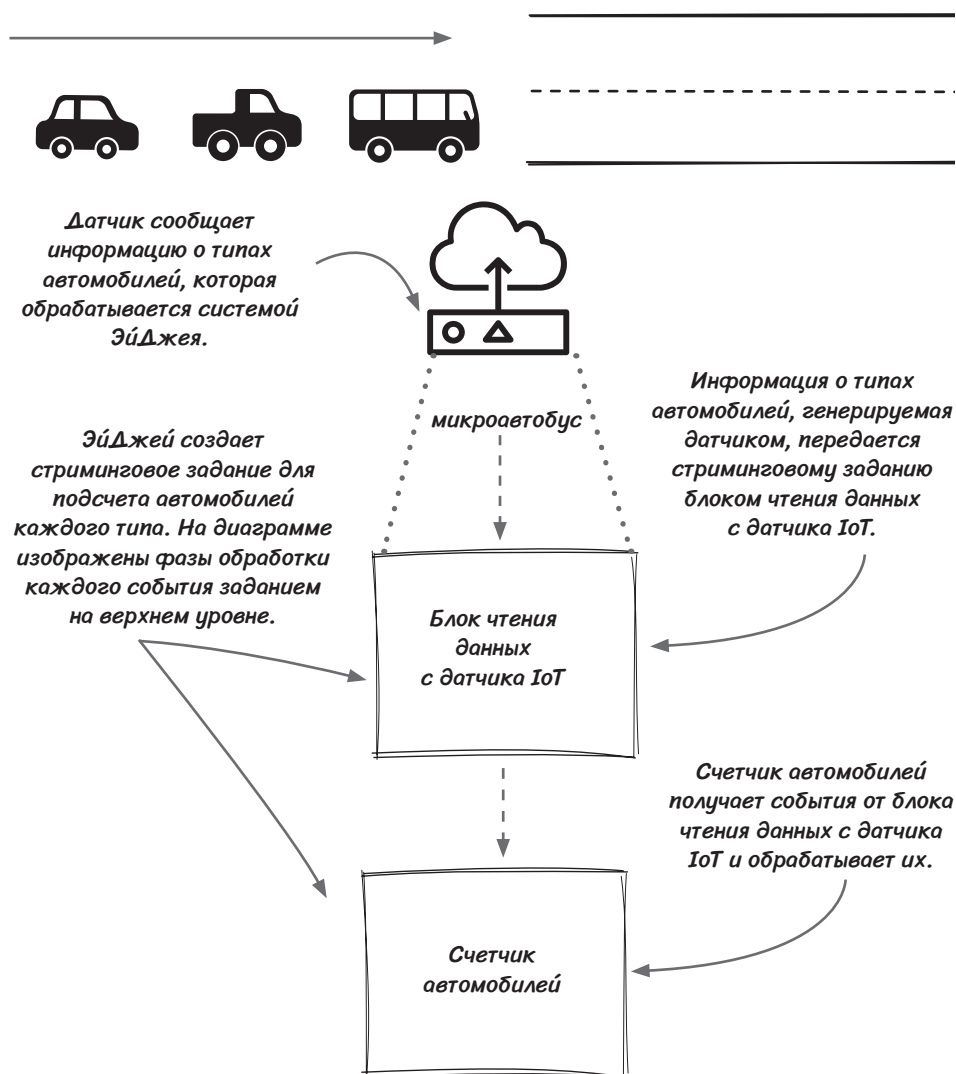 Датчик сообщает
информацию о типах
автомобилей, которая
обрабатывается системой
ЭйДжея.
микроавтобус
Информация о типах
автомобилей, генерируемая
датчиком, передается
стриминговому заданию
блоком чтения данных
с датчика IoT.
ЭйДжей создает
стриминговое задание для
подсчета автомобилей
каждого типа. На диаграмме
изображены фазы обработки
каждого события заданием
на верхнем уровне.
Блок чтения
данных
с датчика IoT
Счетчик автомобилей
получает события от блока
чтения данных с датчика
IoT и обрабатывает их.
Счетчик
автомобилей